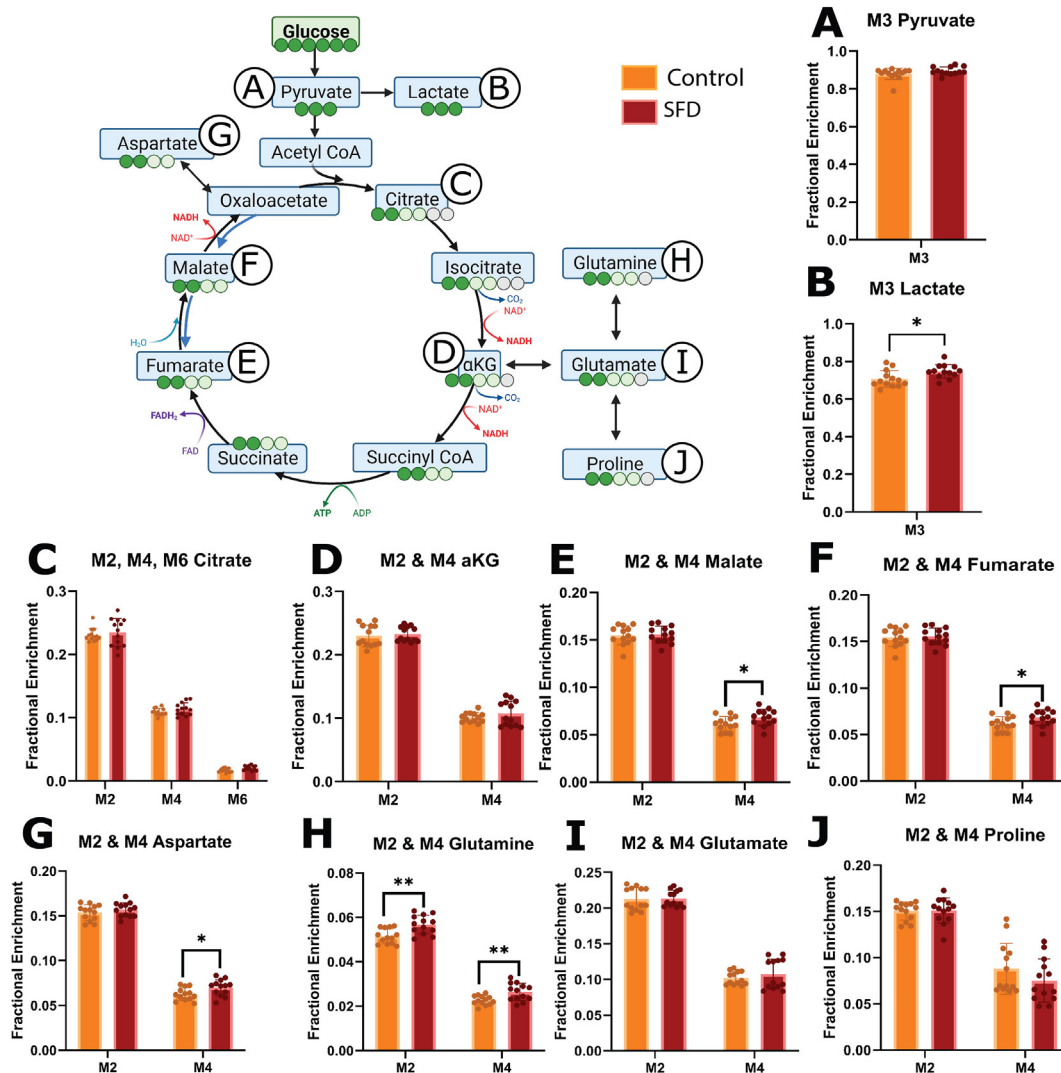 Glucose
A
Pyruvate
Lactate
B
G
Aspartate
Acetyl CoA
Oxaloacetate
Citrate
C
NADH
NAD⁺
Malate
F
Isocitrate
CO₂
NAD⁺
NADH
Glutamine
H
H₂O
Fumarate
E
D
αKG
CO₂
NAD⁺
NADH
Glutamate
I
FADH₂
FAD
Succinate
Succinyl CoA
ATP
ADP
Proline
J
Control
SFD
A
M3 Pyruvate
Fractional Enrichment
1.0
0.8
0.6
0.4
0.2
0.0
M3
B
M3 Lactate
Fractional Enrichment
1.0
0.8
0.6
0.4
0.2
0.0
*
M3
C
M2, M4, M6 Citrate
Fractional Enrichment
0.3
0.2
0.1
0.0
M2 M4 M6
D
M2 & M4 aKG
Fractional Enrichment
0.3
0.2
0.1
0.0
M2 M4
E
M2 & M4 Malate
Fractional Enrichment
0.20
0.15
0.10
0.05
0.00
*
M2 M4
F
M2 & M4 Fumarate
Fractional Enrichment
0.20
0.15
0.10
0.05
0.00
*
M2 M4
G
M2 & M4 Aspartate
Fractional Enrichment
0.20
0.15
0.10
0.05
0.00
*
M2 M4
H
M2 & M4 Glutamine
Fractional Enrichment
0.08
0.06
0.04
0.02
0.00
**
**
M2 M4
I
M2 & M4 Glutamate
Fractional Enrichment
0.25
0.20
0.15
0.10
0.05
0.00
M2 M4
J
M2 & M4 Proline
Fractional Enrichment
0.20
0.15
0.10
0.05
0.00
M2 M4